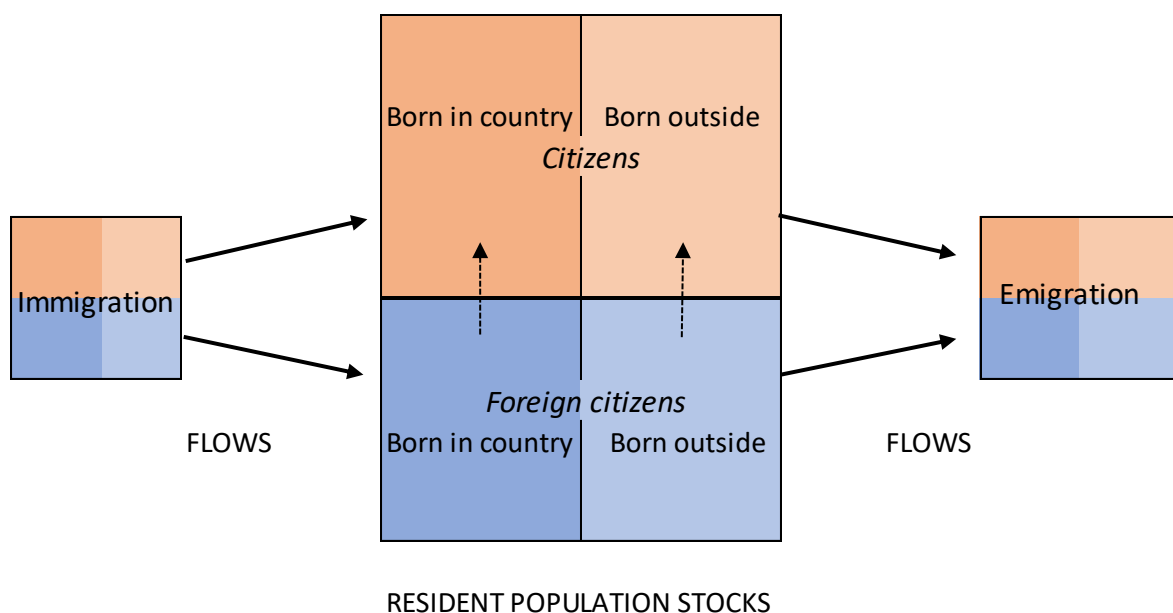 Born in country
Born outside
Citizens
Immigration
Emigration
Foreign citizens
Born in country
Born outside
FLOWS
FLOWS
RESIDENT POPULATION STOCKS